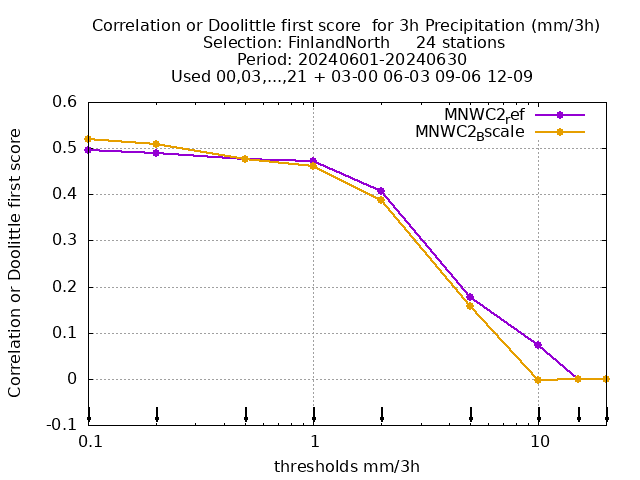 Correlation or Doolittle first score  for 3h Precipitation (mm/3h)
Selection: FinlandNorth     24 stations
Period: 20240601-20240630
Used 00,03,...,21 + 03-00 06-03 09-06 12-09
MNWC2ref
MNWC2Bscale
Correlation or Doolittle first score
0.6
0.5
0.4
0.3
0.2
0.1
0
-0.1
0.1 1 10
thresholds mm/3h